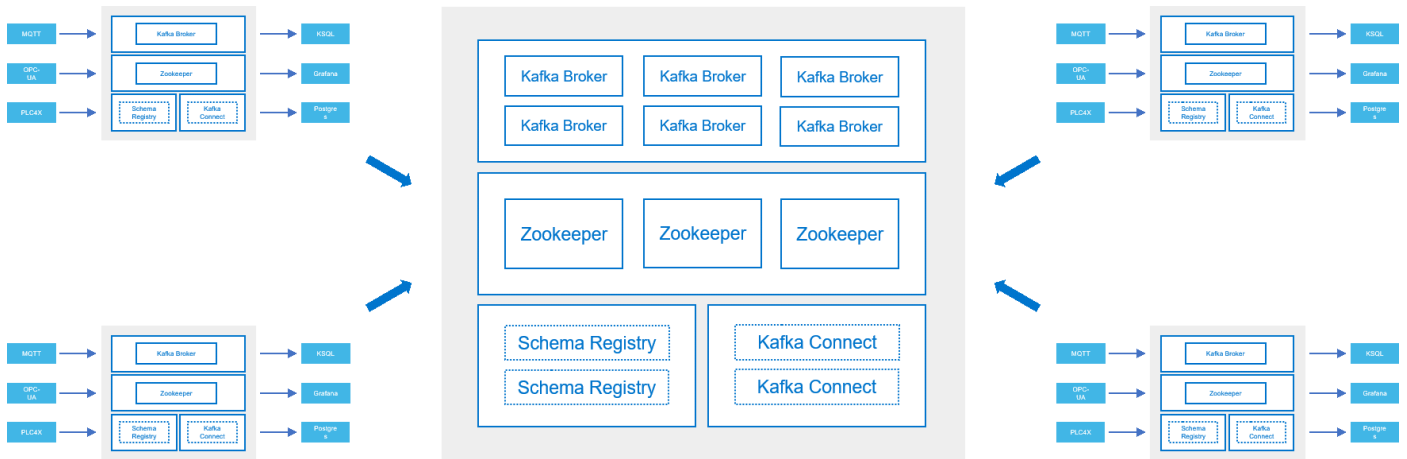 MQTT
Kafka Broker
KSQL
OPC-
UA
Zookeeper
Grafana
PLC4X
Schema
Registry
Kafka
Connect
Postgre
s
Kafka Broker
Kafka Broker
Kafka Broker
Kafka Broker
Kafka Broker
Kafka Broker
Zookeeper
Zookeeper
Zookeeper
Schema Registry
Kafka Connect
Schema Registry
Kafka Connect
MQTT
Kafka Broker
KSQL
OPC-
UA
Zookeeper
Grafana
PLC4X
Schema
Registry
Kafka
Connect
Postgre
s
MQTT
Kafka Broker
KSQL
OPC-
UA
Zookeeper
Grafana
PLC4X
Schema
Registry
Kafka
Connect
Postgre
s
MQTT
Kafka Broker
KSQL
OPC-
UA
Zookeeper
Grafana
PLC4X
Schema
Registry
Kafka
Connect
Postgre
s